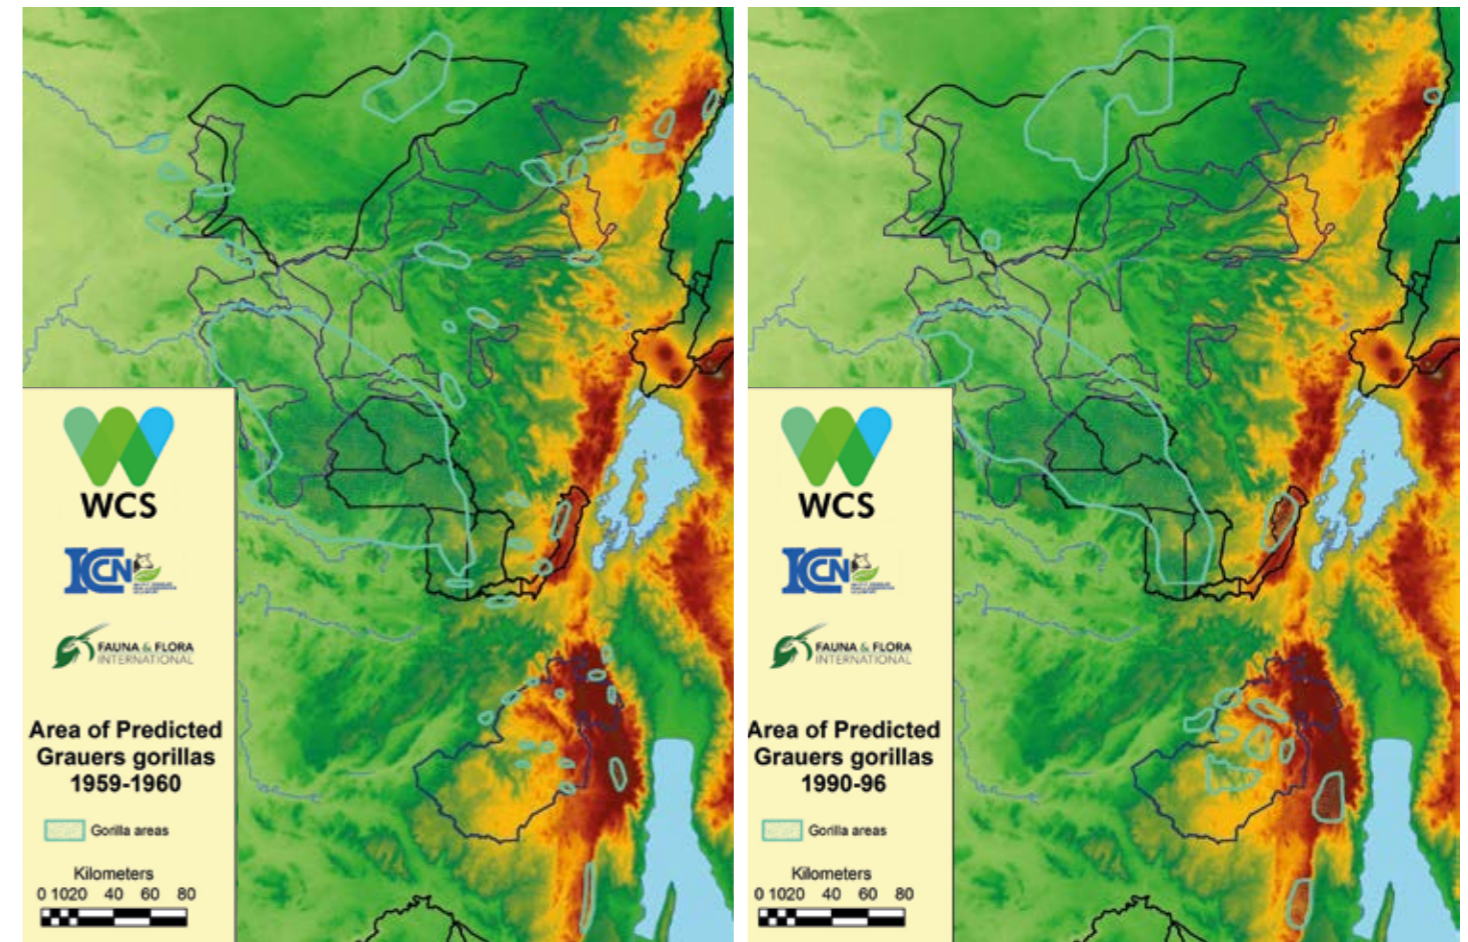 WCS
ICCN
FAUNA & FLORA
INTERNATIONAL
Area of Predicted
Grauers gorillas
1959-1960
Gorilla areas
Kilometers
0 1020 40 60 80
WCS
ICCN
FAUNA & FLORA
INTERNATIONAL
Area of Predicted
Grauers gorillas
1990-96
Gorilla areas
Kilometers
0 1020 40 60 80